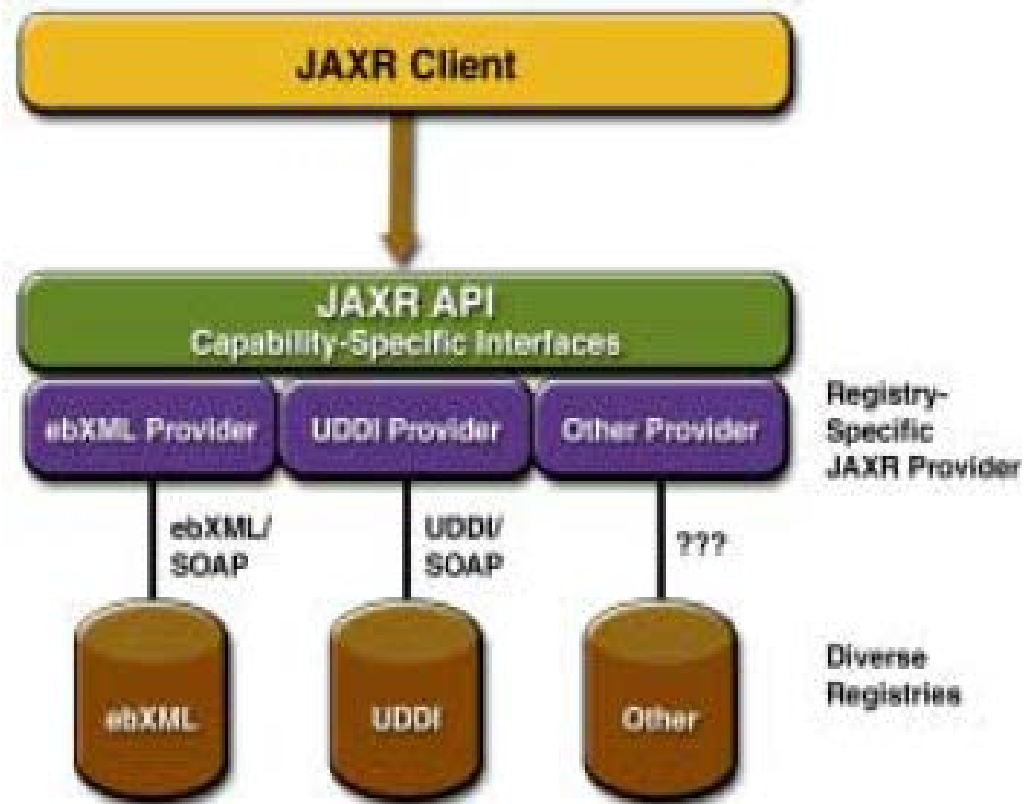 JAXR Client
JAXR API
Capability-Specific Interfaces
ebXML Provider
UDDI Provider
Other Provider
Registry-
Specific
JAXR Provider
ebXML/
SOAP
UDDI/
SOAP
???
Diverse
Registries
ebXML
UDDI
Other